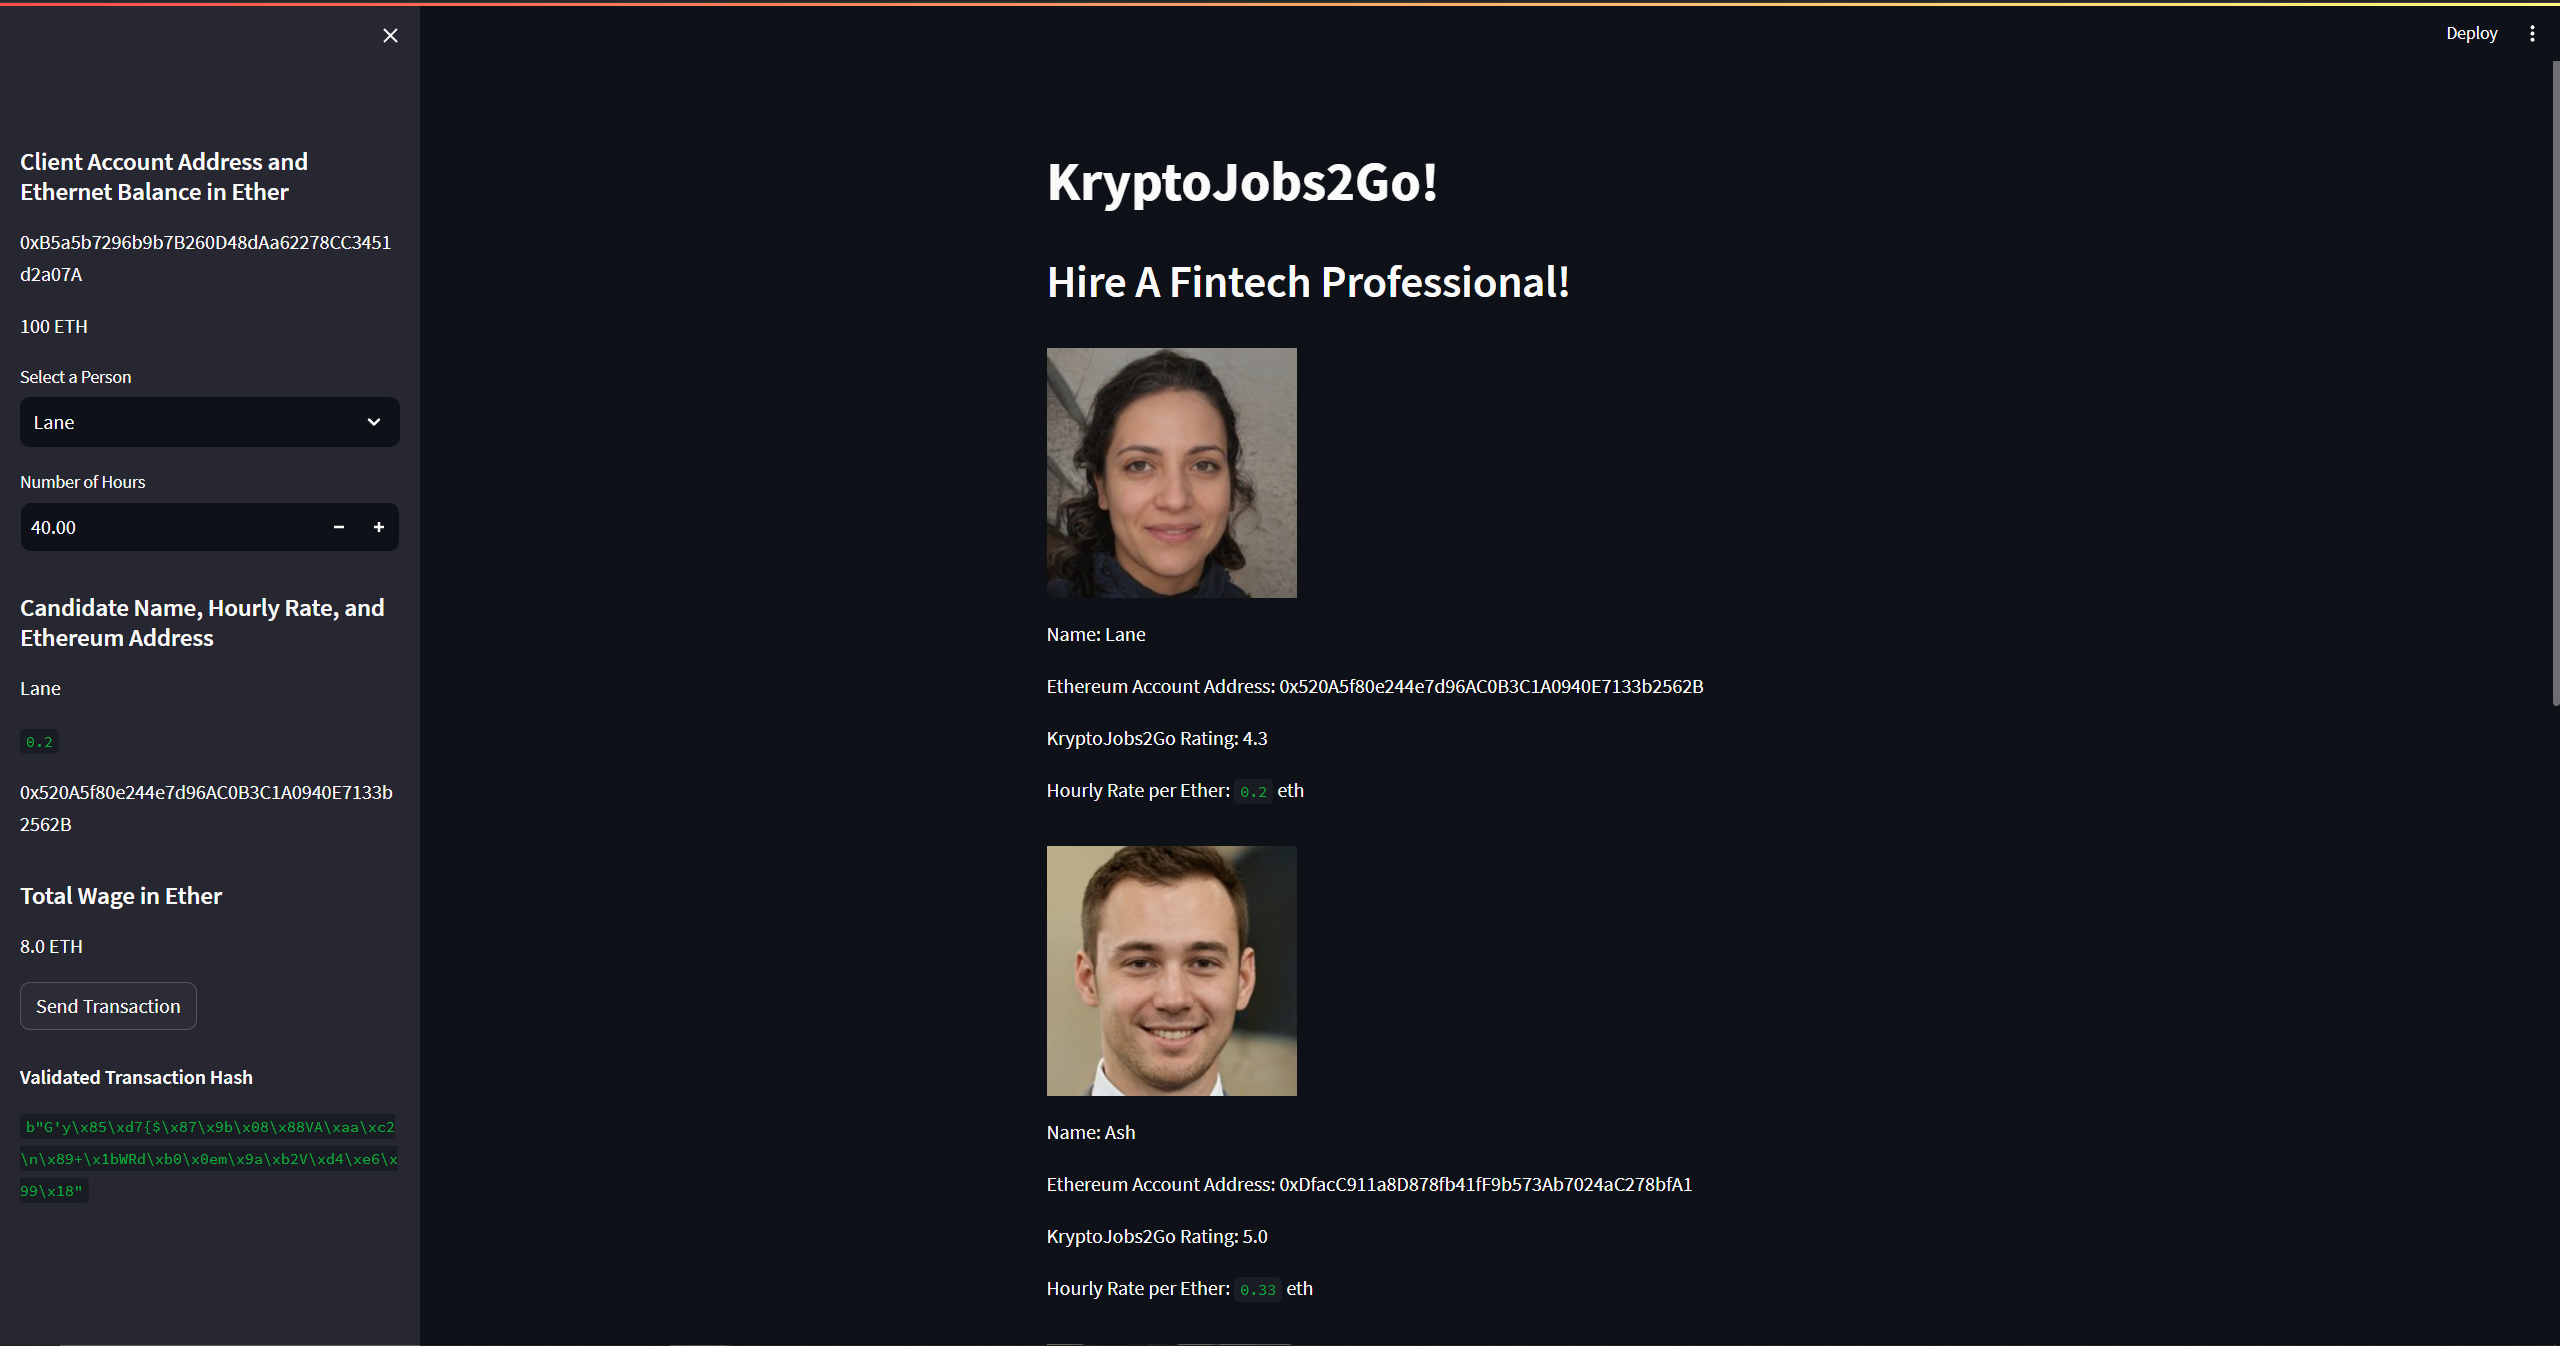 Deploy
Client Account Address and
Ethernet Balance in Ether
0xB5a5b7296b9b7B260D48dAa62278CC3451
d2a07A
100 ETH
Select a Person
Lane
Number of Hours
40.00
Candidate Name, Hourly Rate, and
Ethereum Address
Lane
0.2
0x520A5f80e244e7d96AC0B3C1A0940E7133b
2562B
Total Wage in Ether
8.0 ETH
Send Transaction
Validated Transaction Hash
b"G'y\x85\xd7{$\x87\x9b\x08\x88VA\xaa\xc2
\n\x89+\x1bWRd\xb0\x0em\x9a\xb2V\xd4\xe6\x
99\x18"
KryptoJobs2Go!
Hire A Fintech Professional!
Name: Lane
Ethereum Account Address: 0x520A5f80e244e7d96AC0B3C1A0940E7133b2562B
KryptoJobs2Go Rating: 4.3
Hourly Rate per Ether: 0.2 eth
Name: Ash
Ethereum Account Address: 0xDfacC911a8D878fb41fF9b573Ab7024aC278bfA1
KryptoJobs2Go Rating: 5.0
Hourly Rate per Ether: 0.33 eth